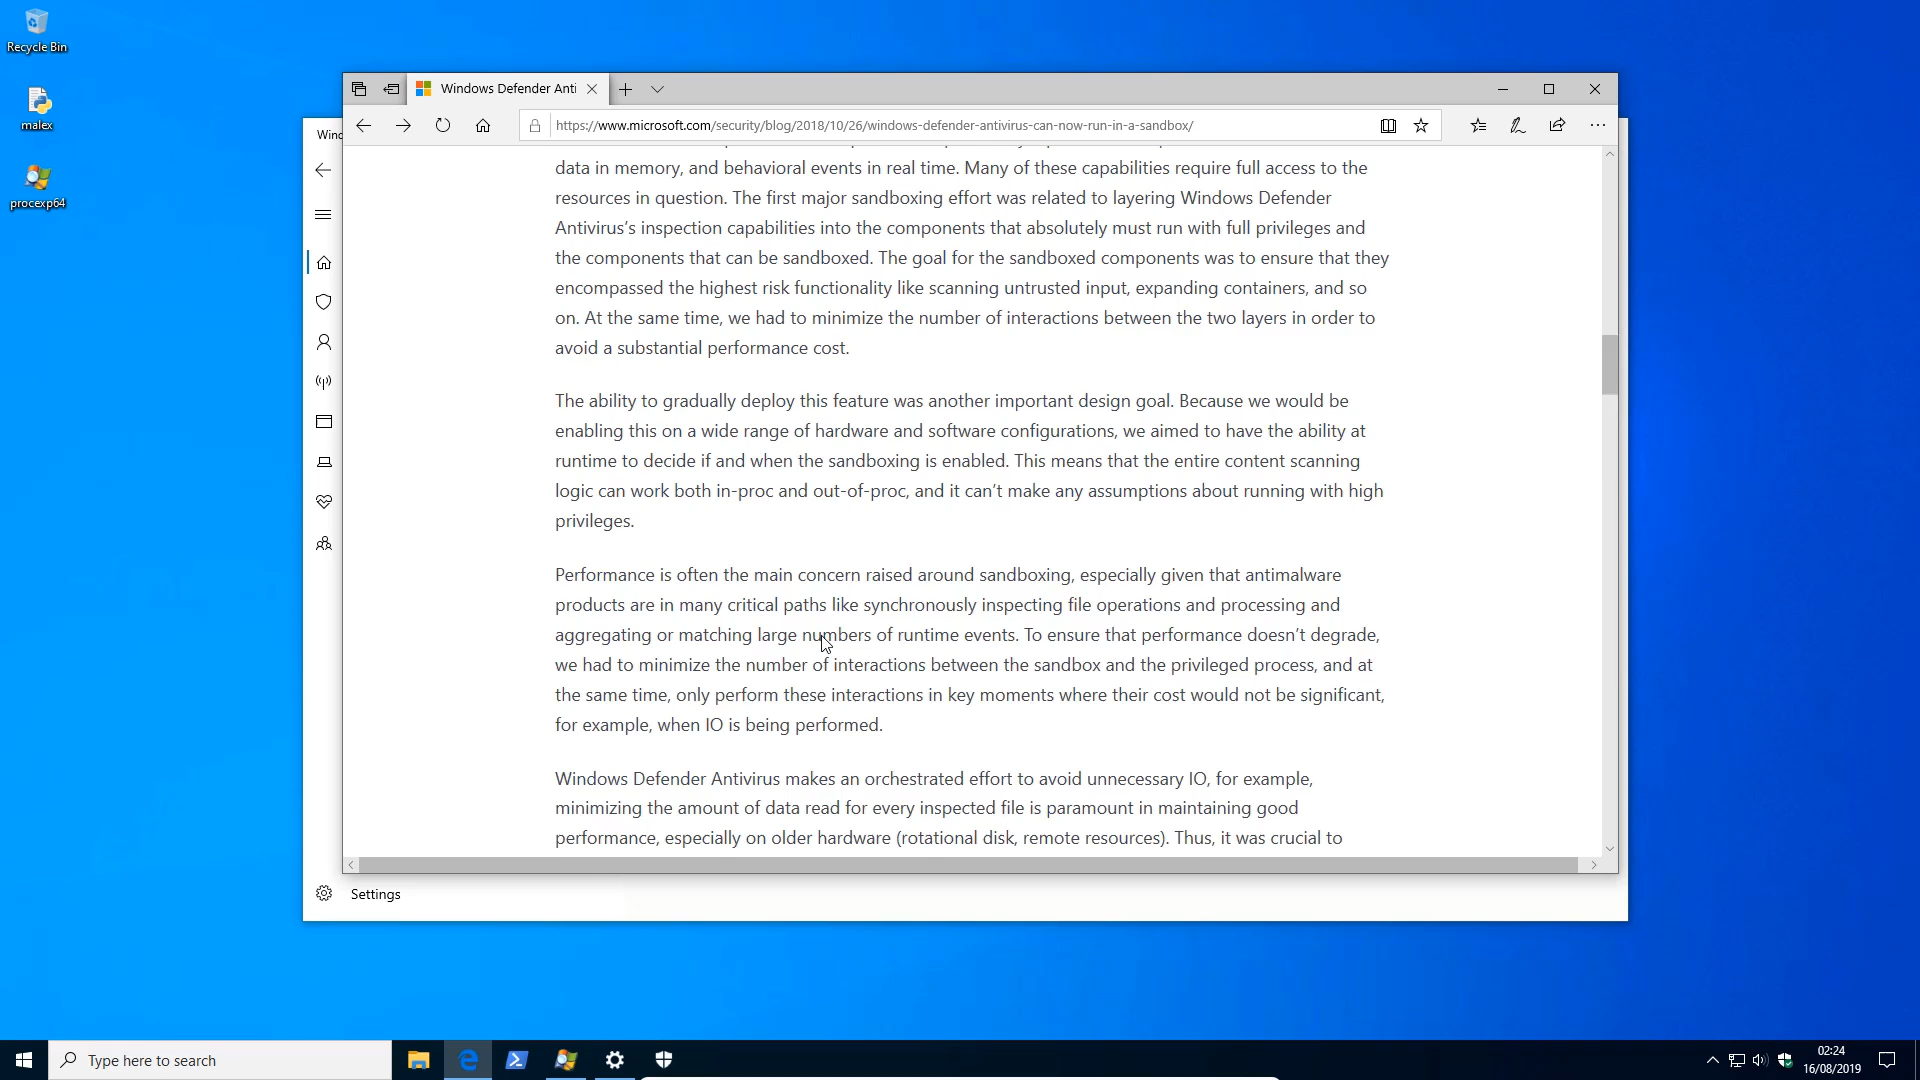 Recycle Bin
malex
procexp64
Wind
Windows Defender Anti
https://www.microsoft.com/security/blog/2018/10/26/windows-defender-antivirus-can-now-run-in-a-sandbox/
data in memory, and behavioral events in real time. Many of these capabilities require full access to the
resources in question. The first major sandboxing effort was related to layering Windows Defender
Antivirus’s inspection capabilities into the components that absolutely must run with full privileges and
the components that can be sandboxed. The goal for the sandboxed components was to ensure that they
encompassed the highest risk functionality like scanning untrusted input, expanding containers, and so
on. At the same time, we had to minimize the number of interactions between the two layers in order to
avoid a substantial performance cost.
The ability to gradually deploy this feature was another important design goal. Because we would be
enabling this on a wide range of hardware and software configurations, we aimed to have the ability at
runtime to decide if and when the sandboxing is enabled. This means that the entire content scanning
logic can work both in-proc and out-of-proc, and it can’t make any assumptions about running with high
privileges.
Performance is often the main concern raised around sandboxing, especially given that antimalware
products are in many critical paths like synchronously inspecting file operations and processing and
aggregating or matching large numbers of runtime events. To ensure that performance doesn’t degrade,
we had to minimize the number of interactions between the sandbox and the privileged process, and at
the same time, only perform these interactions in key moments where their cost would not be significant,
for example, when IO is being performed.
Windows Defender Antivirus makes an orchestrated effort to avoid unnecessary IO, for example,
minimizing the amount of data read for every inspected file is paramount in maintaining good
performance, especially on older hardware (rotational disk, remote resources). Thus, it was crucial to
Settings
Type here to search
02:24
16/08/2019